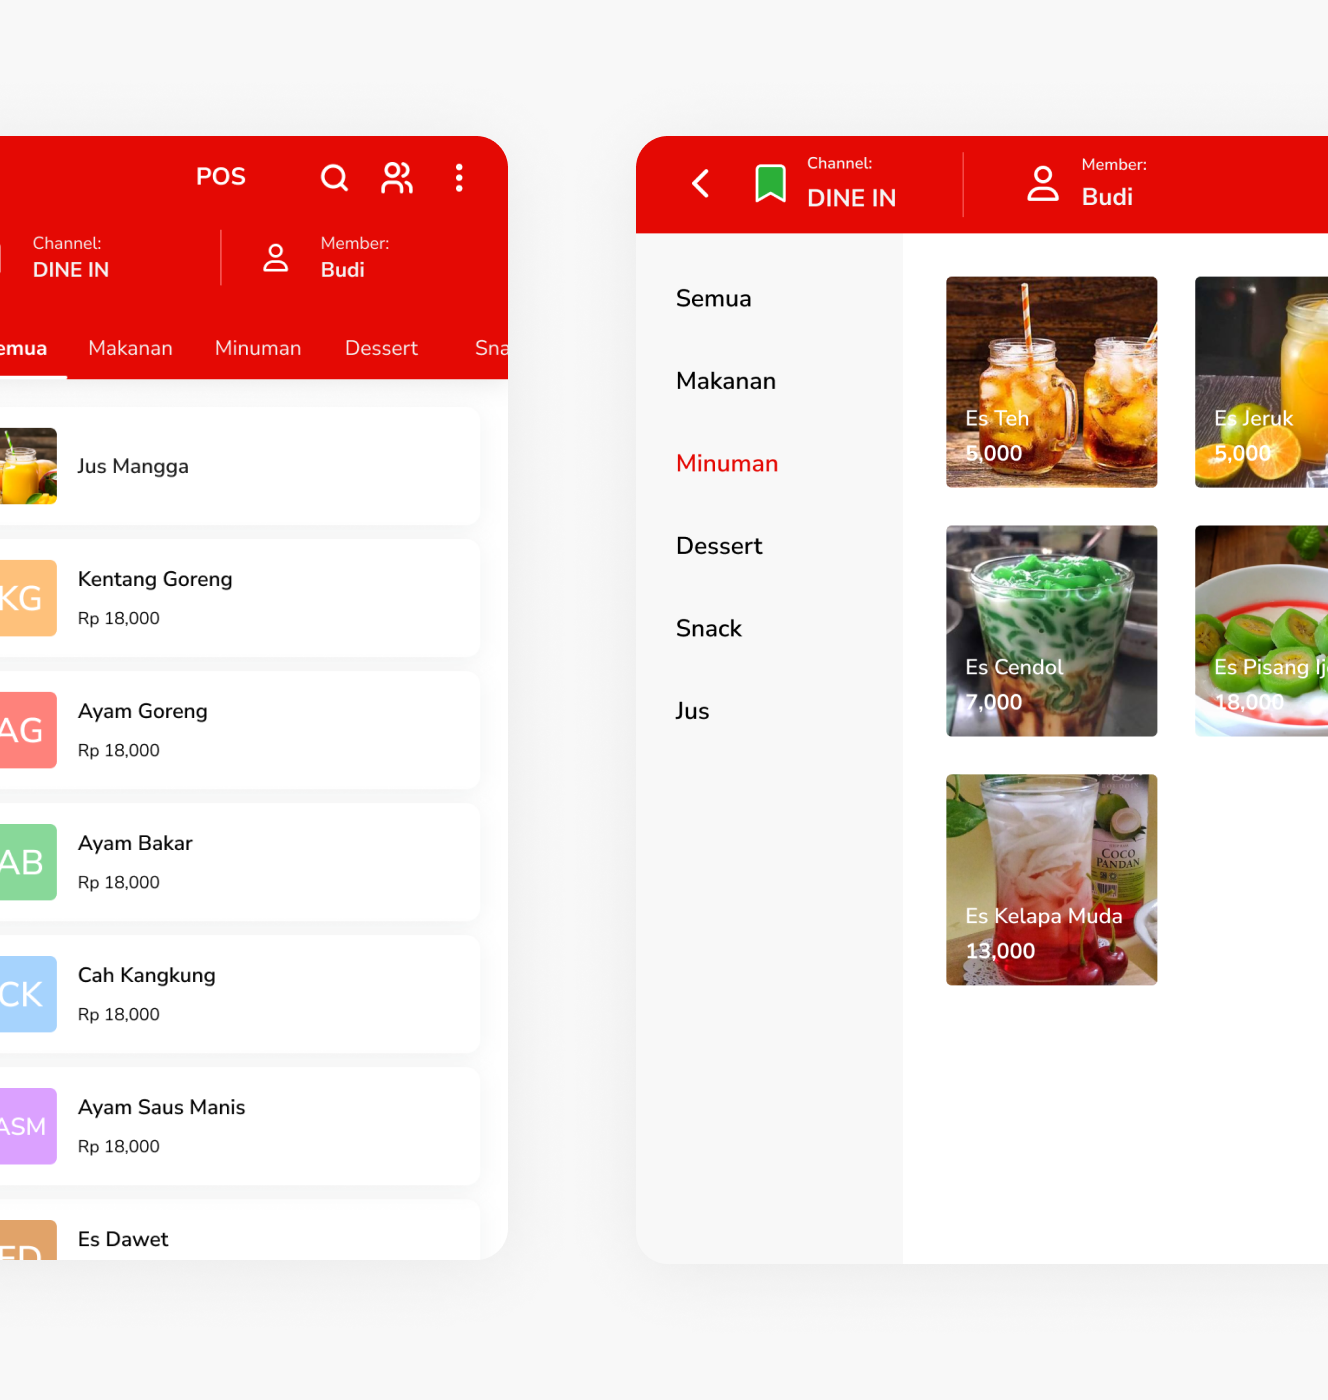 POS
Channel:
DINE IN
Member:
Budi
emua
Makanan
Minuman
Dessert
Sna
Jus Mangga
KG
Kentang Goreng
Rp 18,000
AG
Ayam Goreng
Rp 18,000
AB
Ayam Bakar
Rp 18,000
CK
Cah Kangkung
Rp 18,000
ASM
Ayam Saus Manis
Rp 18,000
ED
Es Dawet
Channel:
DINE IN
Member:
Budi
Semua
Makanan
Minuman
Dessert
Snack
Jus
Es Teh
5,000
Es Jeruk
5,000
Es Cendol
7,000
Es Pisang Ij
18,000
COCO
PANDAN
Es Kelapa Muda
13,000